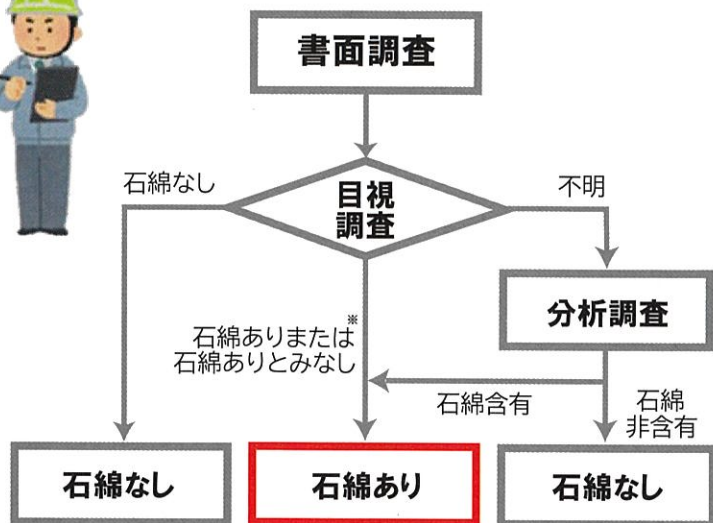 書面調査
石綿なし
目視
調査
不明
分析調査
※
石綿ありまたは
石綿ありとみなし
石綿含有
石綿
非含有
石綿なし
石綿あり
石綿なし